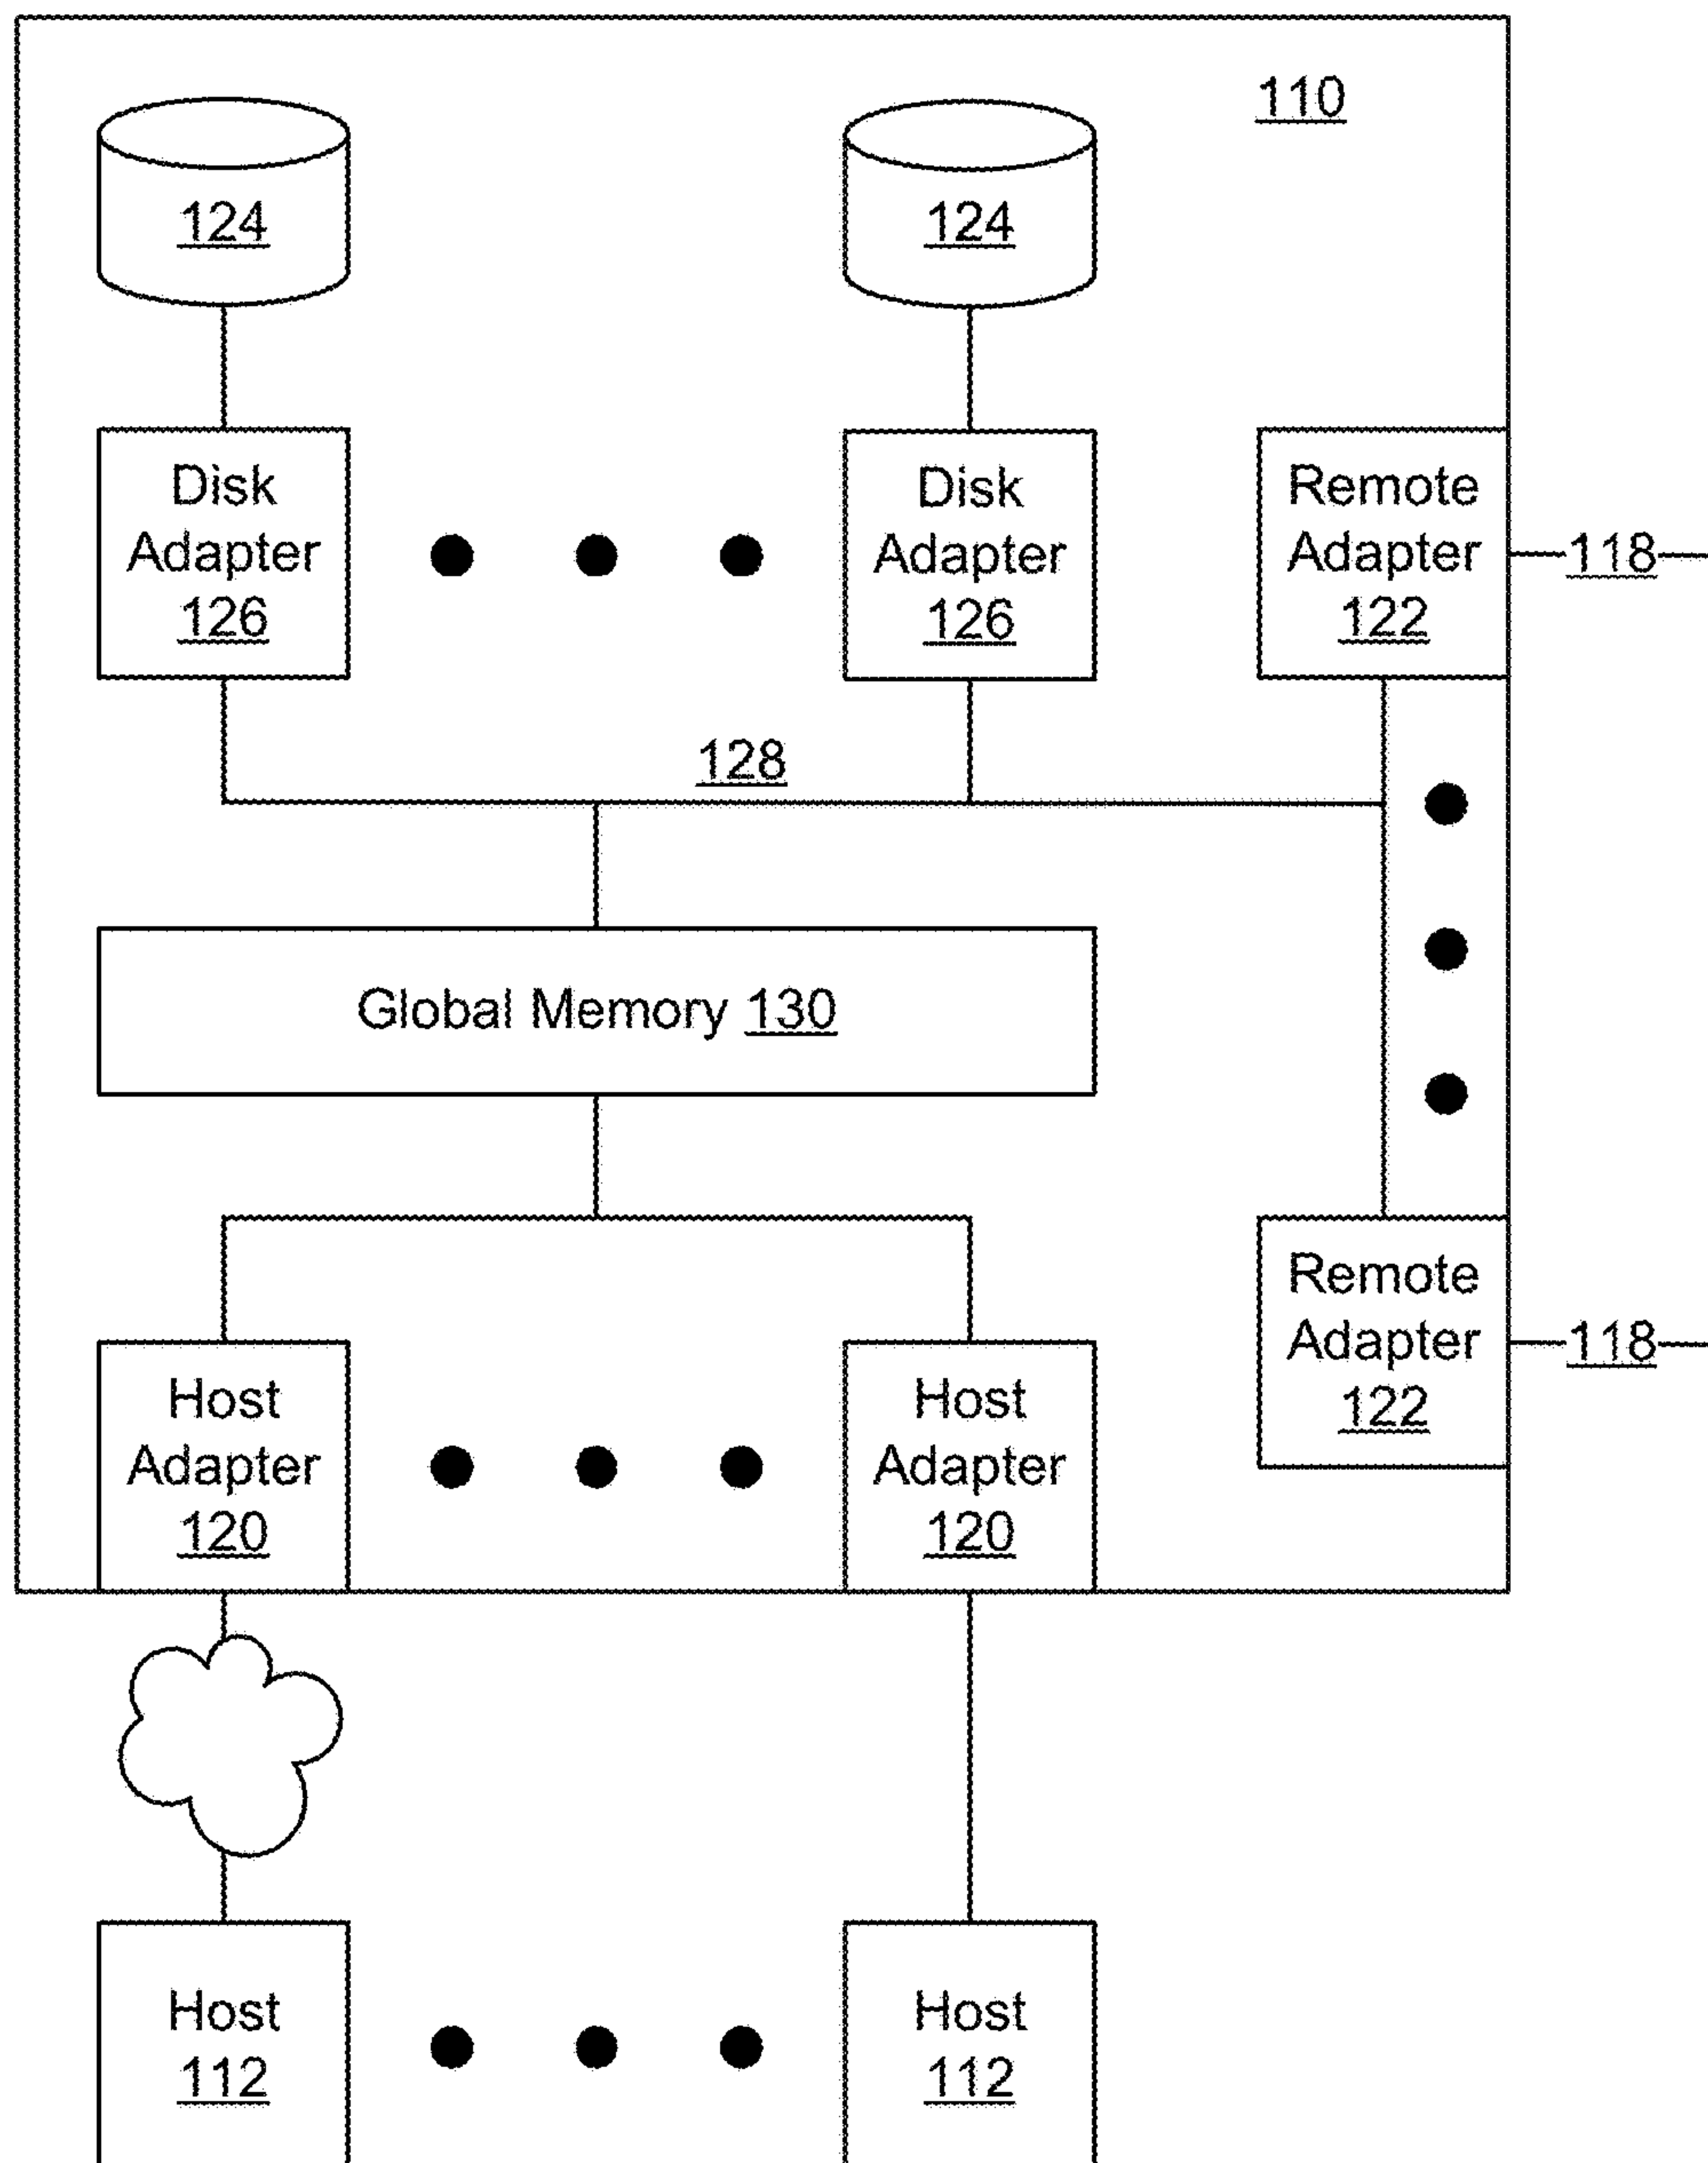 110
124
124
Disk
Adapter
126
Disk
Adapter
126
Remote
Adapter
122
118
128
Global Memory 130
Remote
Adapter
122
118
Host
Adapter
120
Host
Adapter
120
Host
112
Host
112